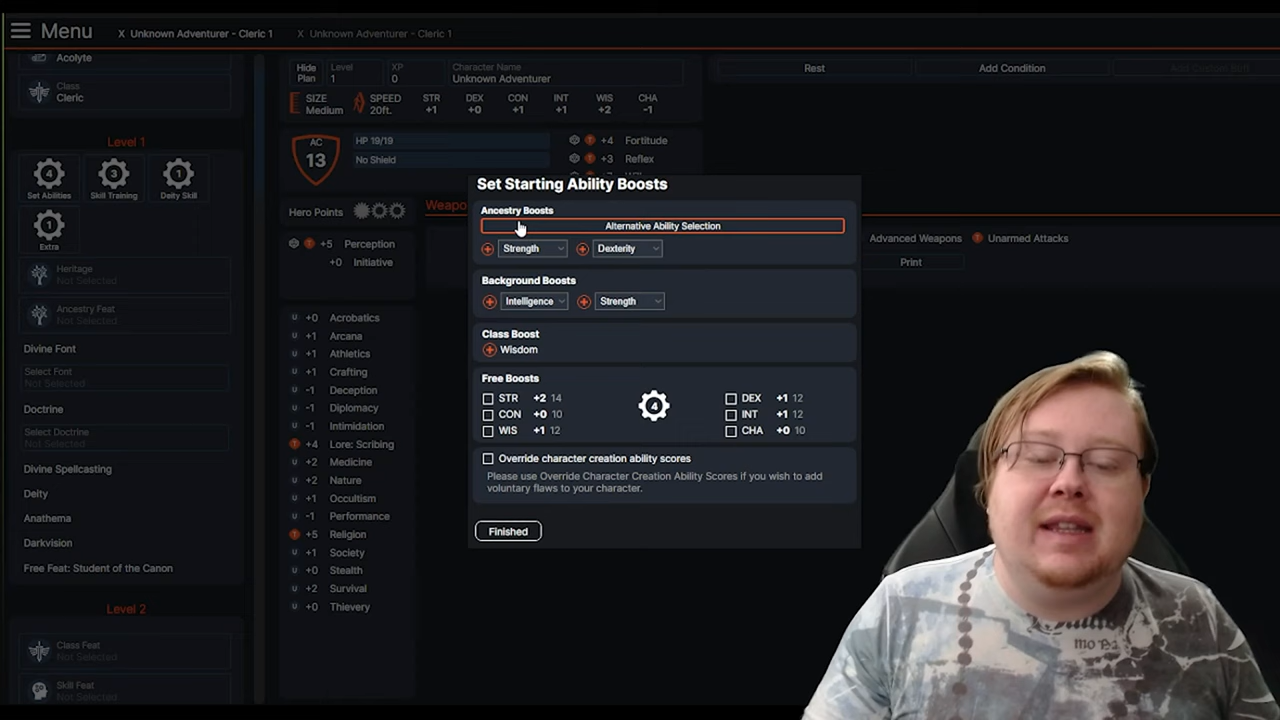 Menu
X Unknown Adventurer - Cleric 1
X Unknown Adventurer - Cleric 1
Acolyte
Class
Cleric
Level 1
4
3
1
Set Abilities
Skill Training
Deity Skill
1
Extra
Heritage
Not Selected
Ancestry Feat
Not Selected
Divine Font
Select Font
Not Selected
Doctrine
Select Doctrine
Not Selected
Divine Spellcasting
Deity
Anathema
Darkvision
Free Feat: Student of the Canon
Level 2
Class Feat
Not Selected
Skill Feat
Not Selected
Hide Plan
Level
1
XP
0
Character Name
Unknown Adventurer
SIZE
Medium
SPEED
20ft.
STR
+1
DEX
+0
CON
+1
INT
+1
WIS
+2
CHA
-1
AC
13
HP 19/19
No Shield
T +4 Fortitude
T +3 Reflex
Hero Points
T +5 Perception
+0 Initiative
U +0 Acrobatics
U +1 Arcana
U +1 Athletics
U +1 Crafting
U -1 Deception
U -1 Diplomacy
U -1 Intimidation
T +4 Lore: Scribing
U +2 Medicine
U +2 Nature
U +1 Occultism
U -1 Performance
T +5 Religion
U +1 Society
U +0 Stealth
U +2 Survival
U +0 Thievery
Rest
Add Condition
Weapo
Advanced Weapons
T Unarmed Attacks
Print
Set Starting Ability Boosts
Ancestry Boosts
Alternative Ability Selection
Strength
Dexterity
Background Boosts
Intelligence
Strength
Class Boost
Wisdom
Free Boosts
STR +2 14
CON +0 10
WIS +1 12
4
DEX +1 12
INT +1 12
CHA +0 10
Override character creation ability scores
Please use Override Character Creation Ability Scores if you wish to add
voluntary flaws to your character.
Finished